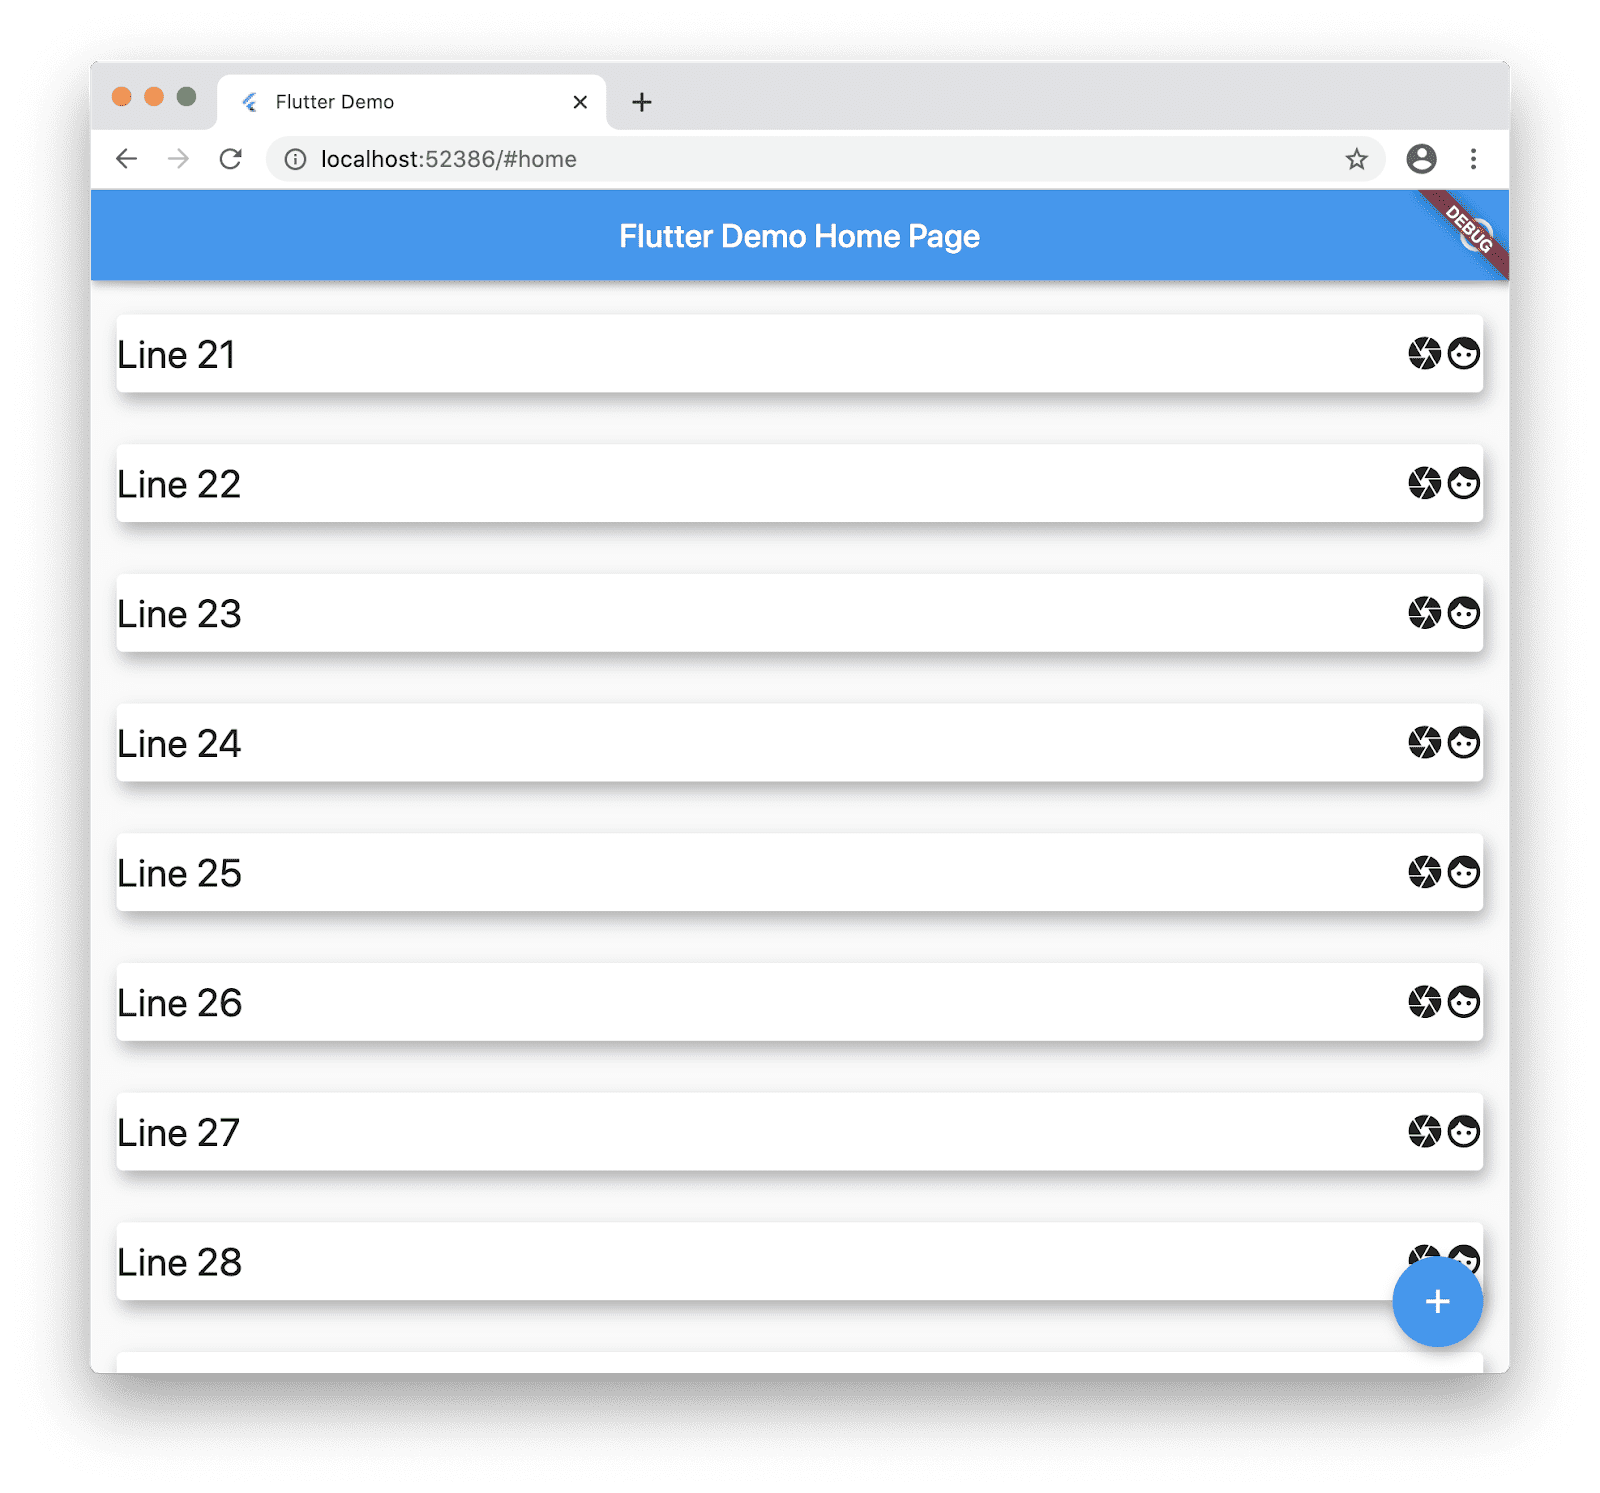 Flutter Demo
localhost:52386/#home
Flutter Demo Home Page
DEBUG
Line 21
Line 22
Line 23
Line 24
Line 25
Line 26
Line 27
Line 28